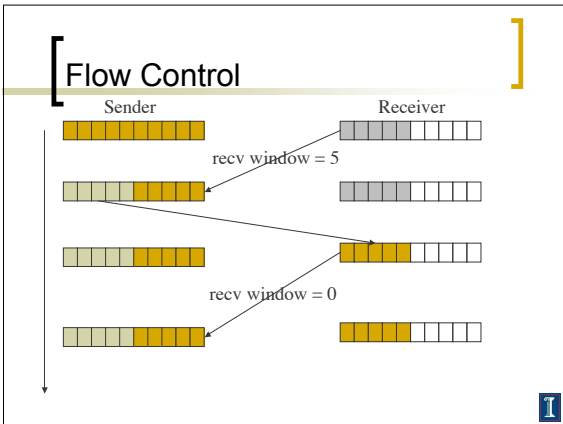 Flow Control
Sender
Receiver
recv window = 5
recv window = 0
I